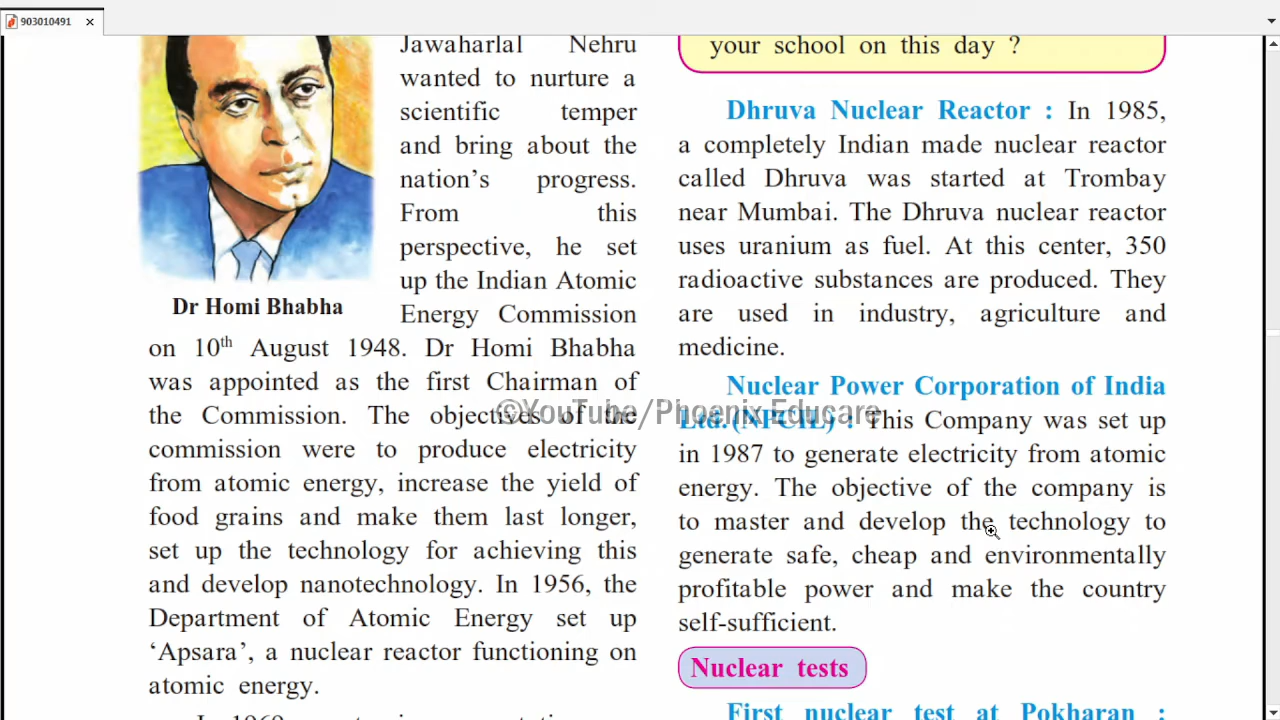 903010491
Jawaharlal Nehru
wanted to nurture a
scientific temper
and bring about the
nation's progress.
From this
perspective, he set
up the Indian Atomic
Energy Commission
Dr Homi Bhabha
on 10th August 1948. Dr Homi Bhabha
was appointed as the first Chairman of
the Commission. The objectives of the
commission were to produce electricity
from atomic energy, increase the yield of
food grains and make them last longer,
set up the technology for achieving this
and develop nanotechnology. In 1956, the
Department of Atomic Energy set up
‘Apsara’, a nuclear reactor functioning on
atomic energy.
your school on this day ?
Dhruva Nuclear Reactor : In 1985,
a completely Indian made nuclear reactor
called Dhruva was started at Trombay
near Mumbai. The Dhruva nuclear reactor
uses uranium as fuel. At this center, 350
radioactive substances are produced. They
are used in industry, agriculture and
medicine.
Nuclear Power Corporation of India
Ltd.(NPCIL) : This Company was set up
in 1987 to generate electricity from atomic
energy. The objective of the company is
to master and develop the technology to
generate safe, cheap and environmentally
profitable power and make the country
self-sufficient.
Nuclear tests
First nuclear test at Pokharan :
©YouTube/Phoenix Educare